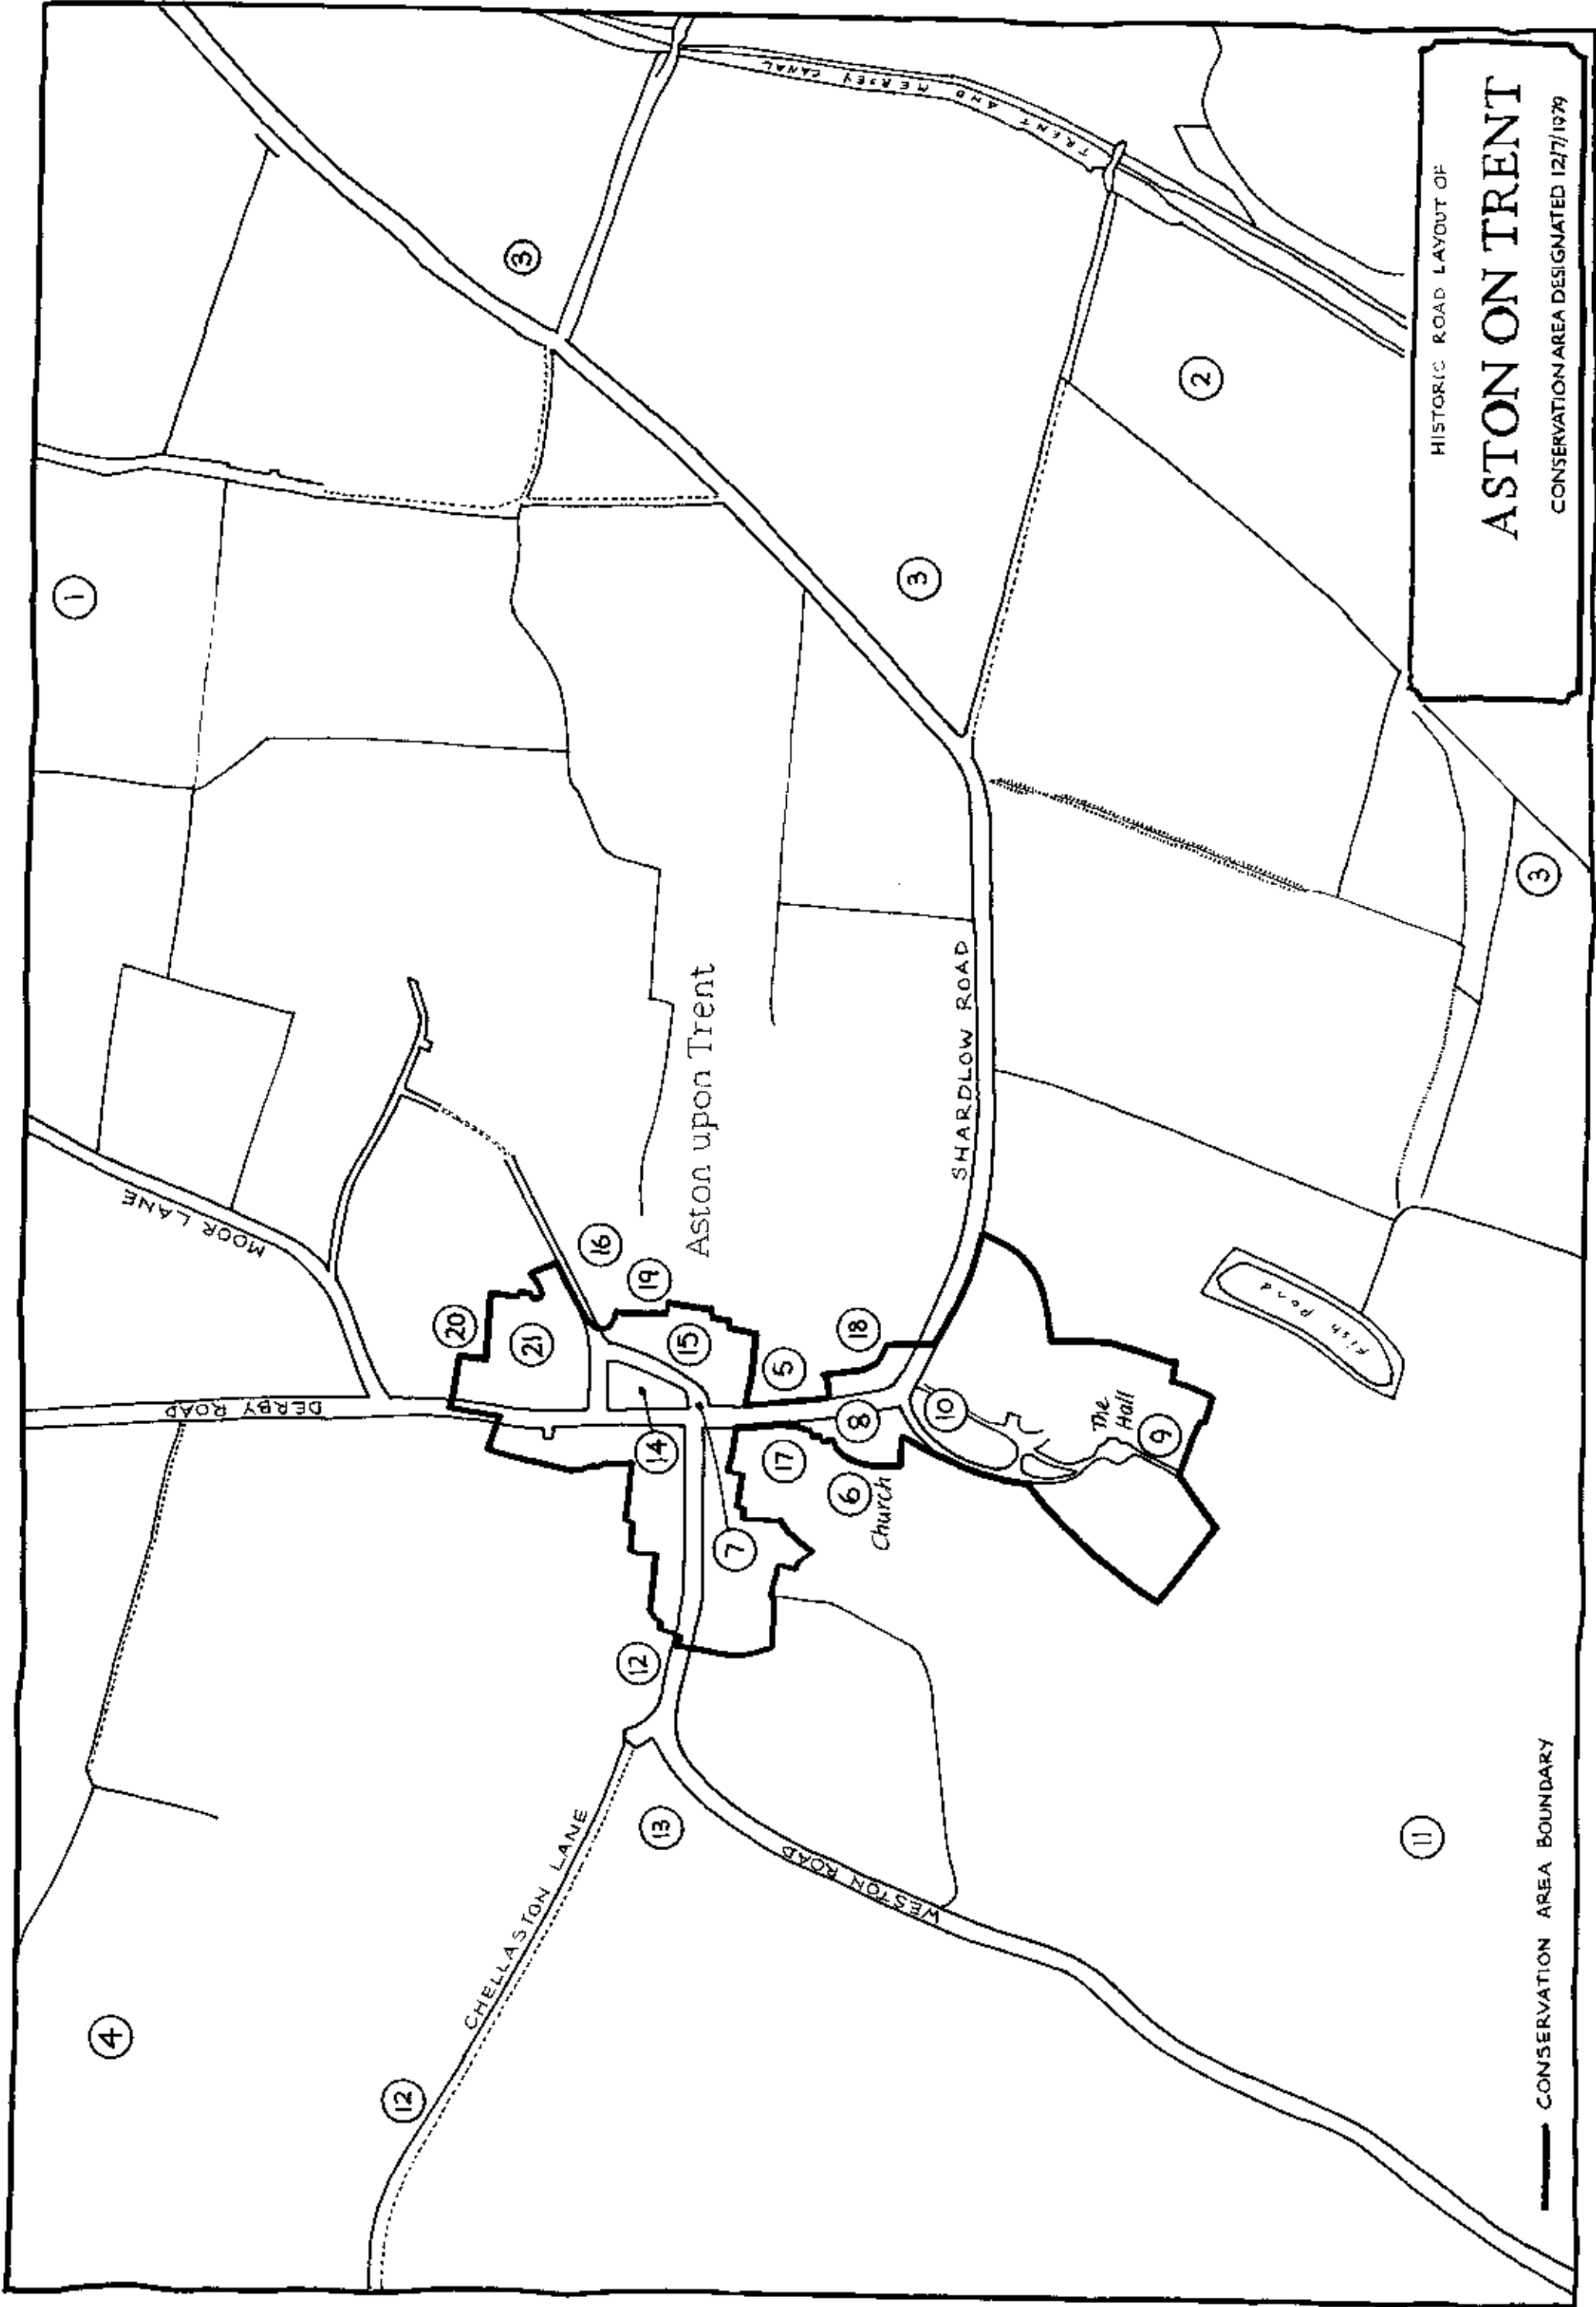 HISTORIC ROAD LAYOUT OF
ASTON ON TRENT
CONSERVATION AREA DESIGNATED 12/7/1979
TRENT AND MERSEY CANAL
MOOR LANE
DERBY ROAD
Aston upon Trent
SHARDLOW ROAD
CHELLASTON LANE
WESTON ROAD
Church
The
Hall
Fish Pond
1
2
3
3
3
4
5
6
7
8
9
10
11
12
12
13
14
15
16
17
18
19
20
21
CONSERVATION AREA BOUNDARY